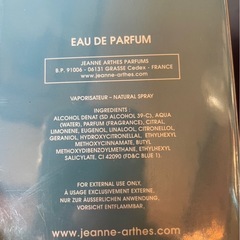 EAU DE PARFUM
JEANNE ARTHES PARFUMS
B.P. 91006 - 06131 GRASSE Cedex - FRANCE
www.jeanne-arthes.com
VAPORISATEUR - NATURAL SPRAY
INGREDIENTS :
ALCOHOL DENAT (SD ALCOHOL 39-C), AQUA
(WATER), PARFUM (FRAGRANCE), CITRAL,
LIMONENE, EUGENOL, LINALOOL, CITRONELLOL,
GERANIOL, HYDROXYCITRONELLAL, ETHYLHEXYL
METHOXYCINNAMATE, BUTYL
METHOXYDIBENZOYLMETHANE, ETHYLHEXYL
SALICYLATE, CI 42090 (FD&C BLUE 1).
FOR EXTERNAL USE ONLY.
A USAGE EXCLUSIVEMENT EXTERNE.
NUR ZUR ÄUSSERLICHEN ANWENDUNG.
VORSICHT ENTFLAMMBAR.
www.jeanne-arthes.com